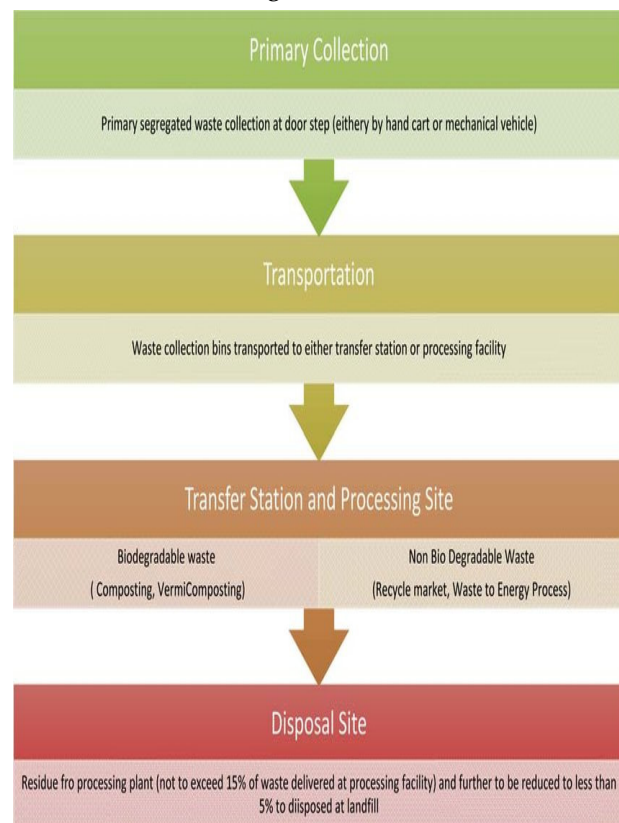 Primary Collection
Primary segregated waste collection at door step (eithery by hand cart or mechanical vehicle)
Transportation
Waste collection bins transported to either transfer station or processing facility
Transfer Station and Processing Site
Biodegradable waste
( Composting, VermiComposting)
Non Bio Degradable Waste
(Recycle market, Waste to Energy Process)
Disposal Site
Residue fro processing plant (not to exceed 15% of waste delivered at processing facility) and further to be reduced to less than
5% to diisposed at landfill